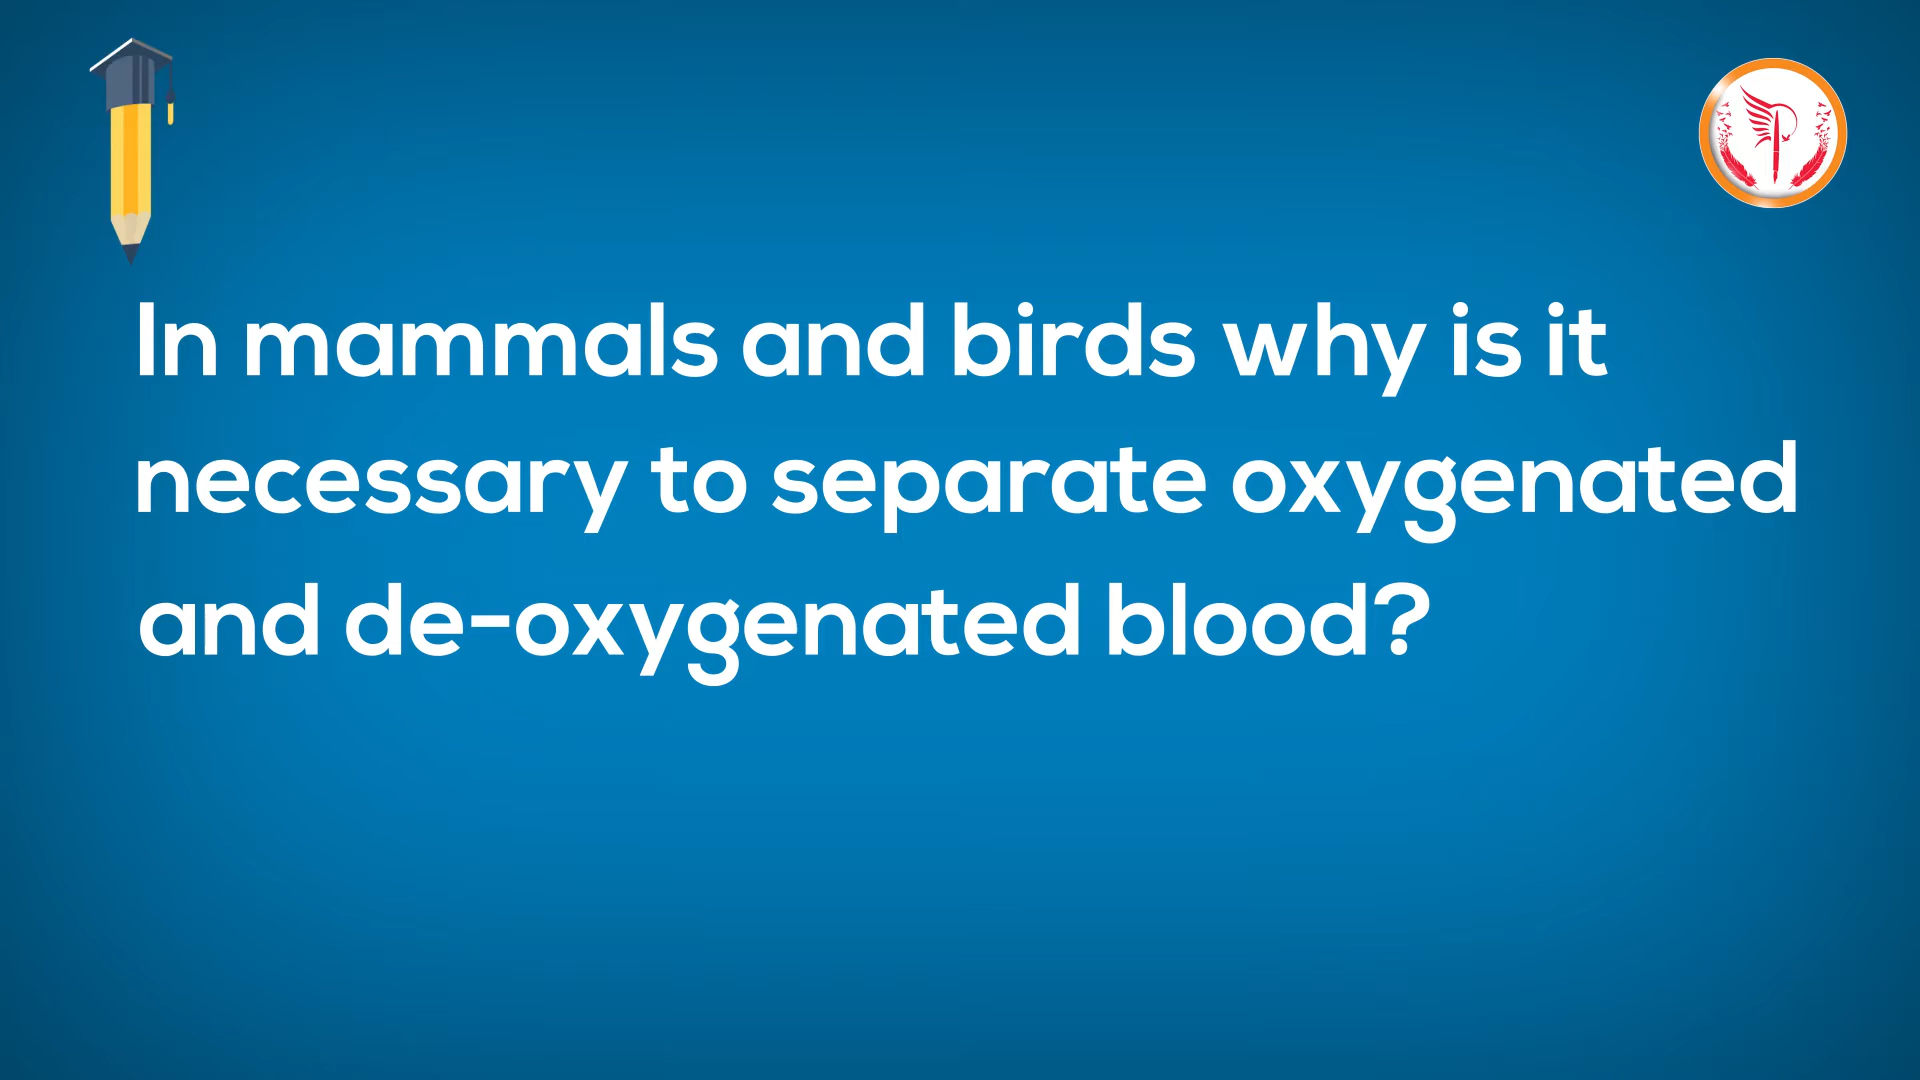 In mammals and birds why is it
necessary to separate oxygenated
and de-oxygenated blood?